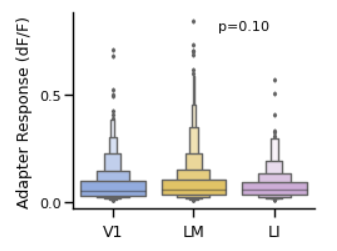 p=0.10
Adapter Response (dF/F)
0.5
0.0
V1 LM LI